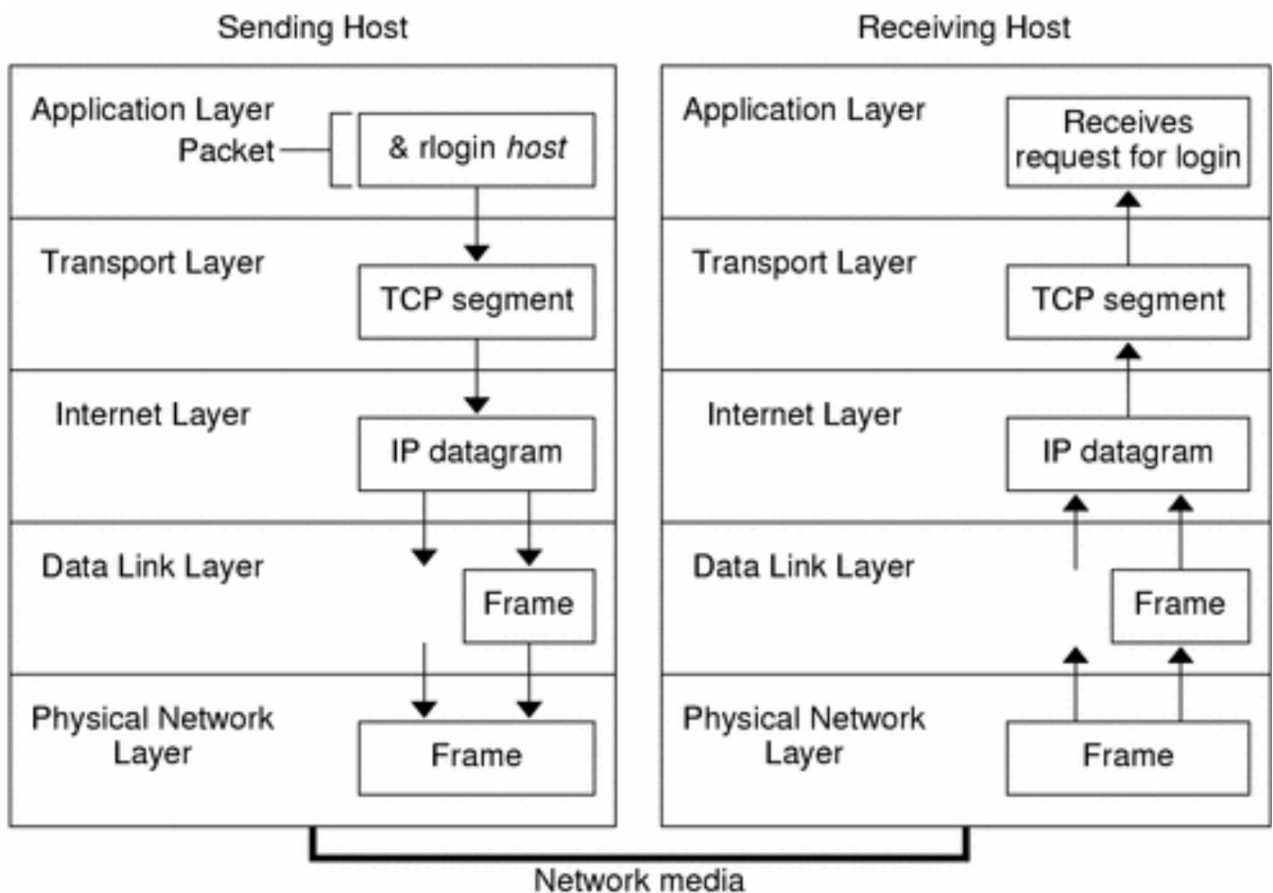 Sending Host
Application Layer
Packet
& rlogin host
Transport Layer
TCP segment
Internet Layer
IP datagram
Data Link Layer
Frame
Physical Network
Layer
Frame
Receiving Host
Application Layer
Receives
request for login
Transport Layer
TCP segment
Internet Layer
IP datagram
Data Link Layer
Frame
Physical Network
Layer
Frame
Network media